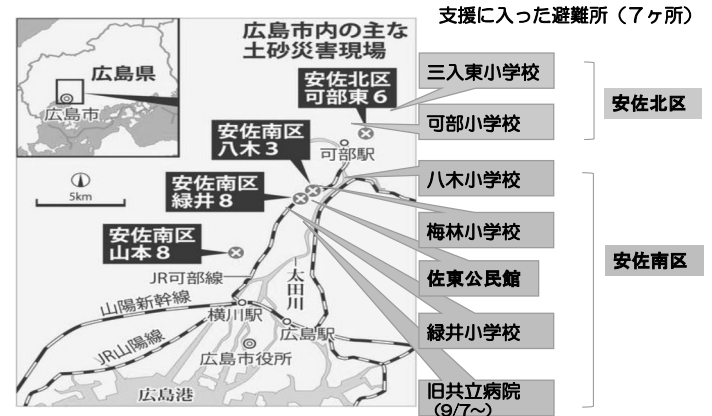 支援に入った避難所（７ヶ所）
広島市内の主な
土砂災害現場
広島県
広島市
安佐北区
可部東６
安佐南区
八木３
可部駅
安佐南区
緑井８
5km
安佐南区
山本８
JR可部線
太田川
山陽新幹線
横川駅
広島駅
JR山陽線
広島市役所
広島港
三入東小学校
可部小学校
安佐北区
八木小学校
梅林小学校
佐東公民館
緑井小学校
旧共立病院
（9/7～）
安佐南区